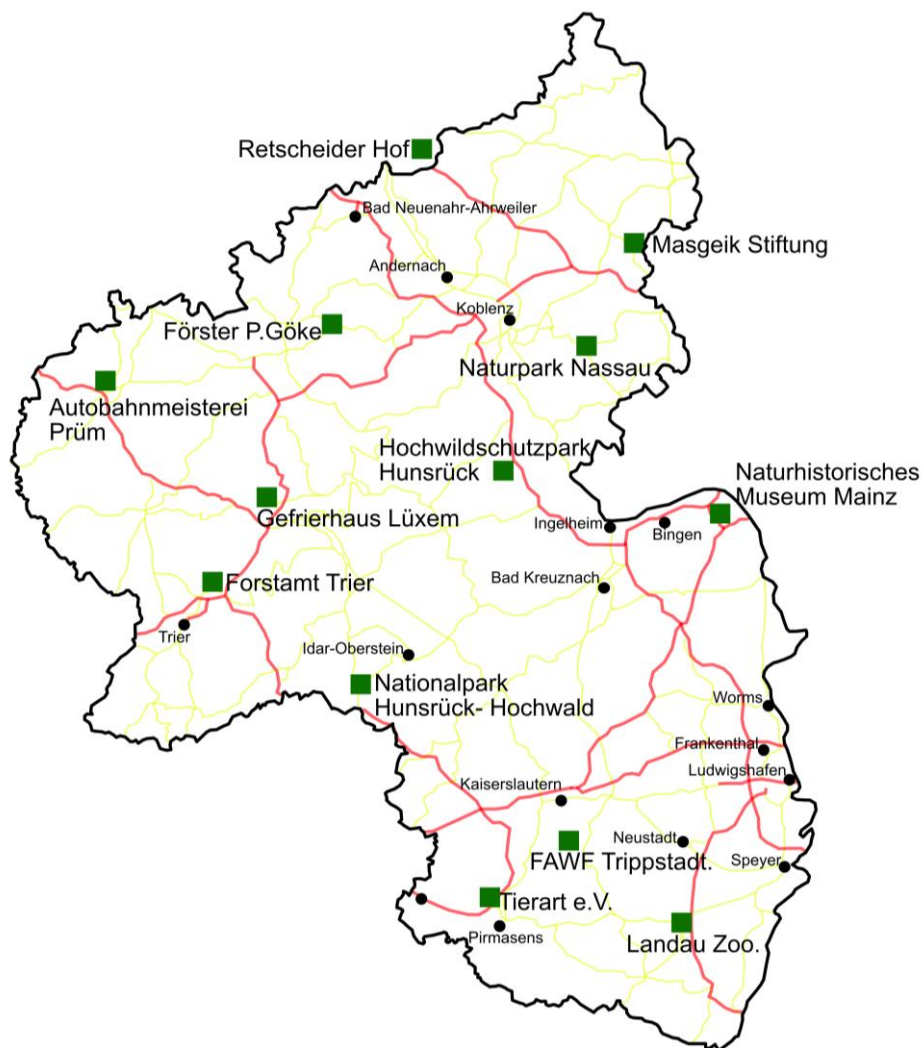 Retscheider Hof
Bad Neuenahr-Ahrweiler
Masgeik Stiftung
Andernach
Koblenz
Förster P.Göke
Naturpark Nassau
Autobahnmeisterei
Prüm
Hochwildschutzpark
Hunsrück
Naturhistorisches
Museum Mainz
Gefrierhaus Lüxem
Ingelheim
Bingen
Forstamt Trier
Bad Kreuznach
Trier
Idar-Oberstein
Nationalpark
Hunsrück- Hochwald
Worms
Frankenthal
Ludwigshafen
Kaiserslautern
Neustadt
FAWF Trippstadt.
Speyer
Tierart e.V.
Pirmasens
Landau Zoo.